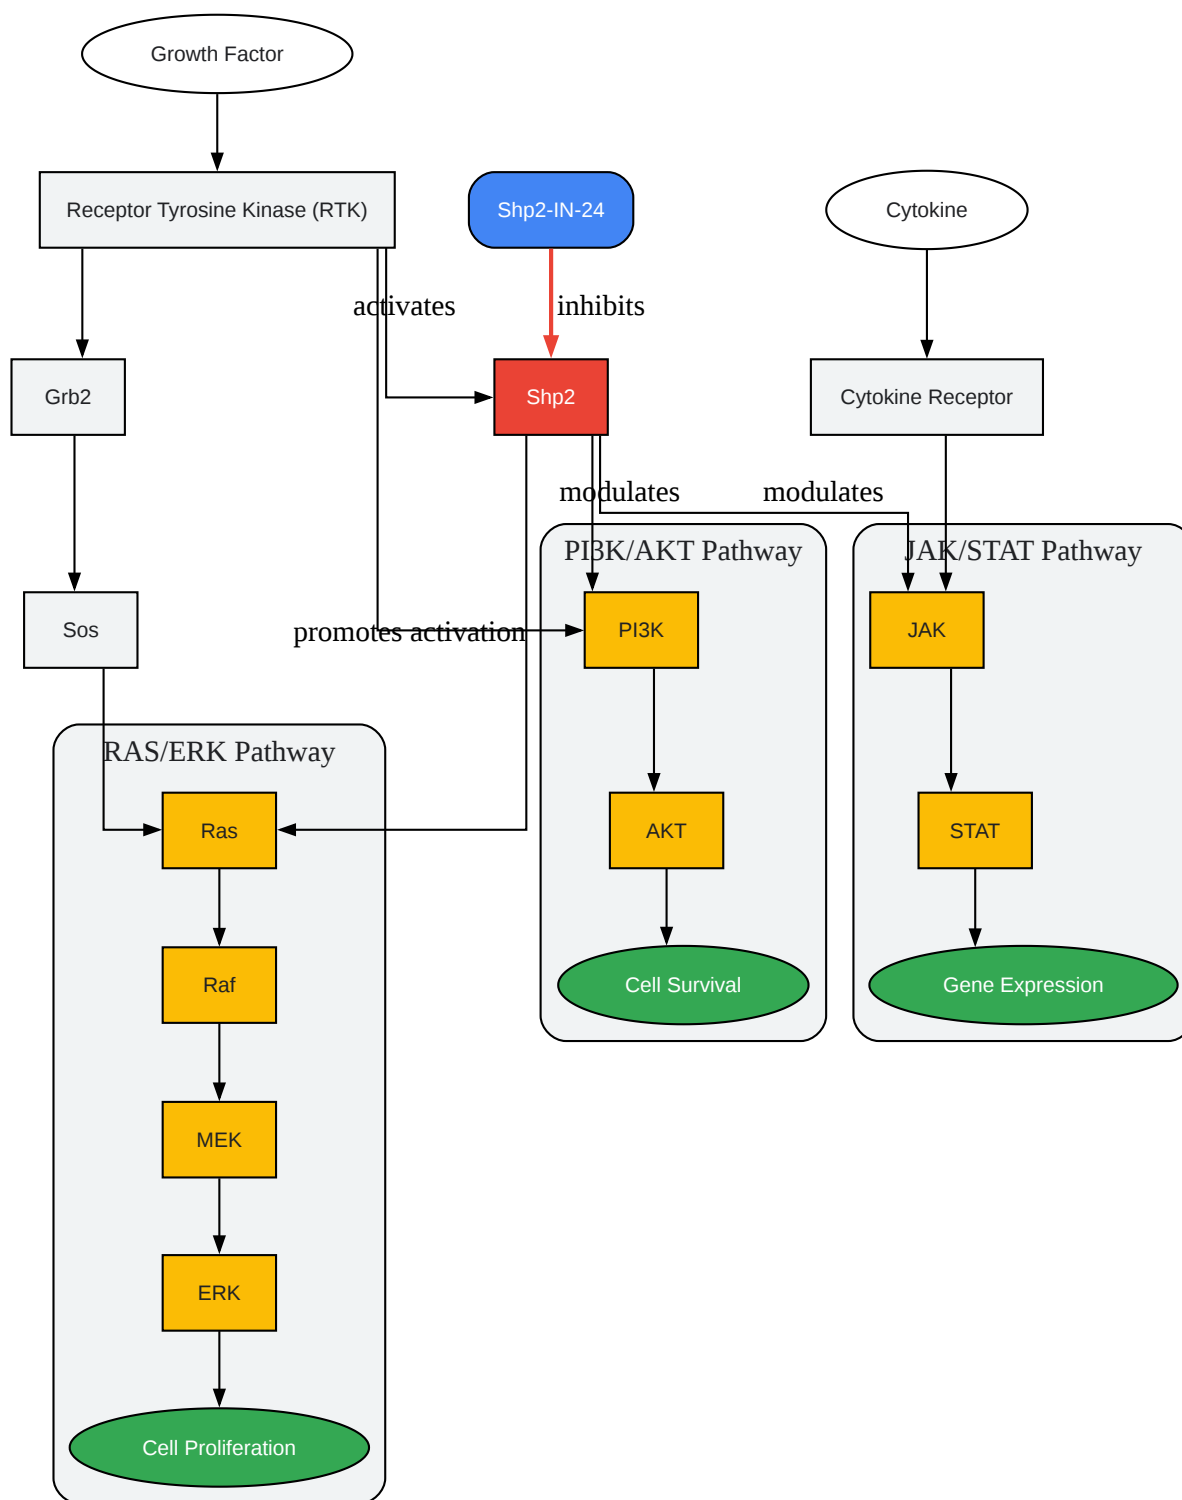 Growth Factor
Receptor Tyrosine Kinase (RTK)
Shp2-IN-24
Cytokine
activates
inhibits
Grb2
Shp2
Cytokine Receptor
modulates
modulates
PI3K/AKT Pathway
JAK/STAT Pathway
Sos
promotes activation
PI3K
JAK
RAS/ERK Pathway
Ras
AKT
STAT
Raf
Cell Survival
Gene Expression
MEK
ERK
Cell Proliferation